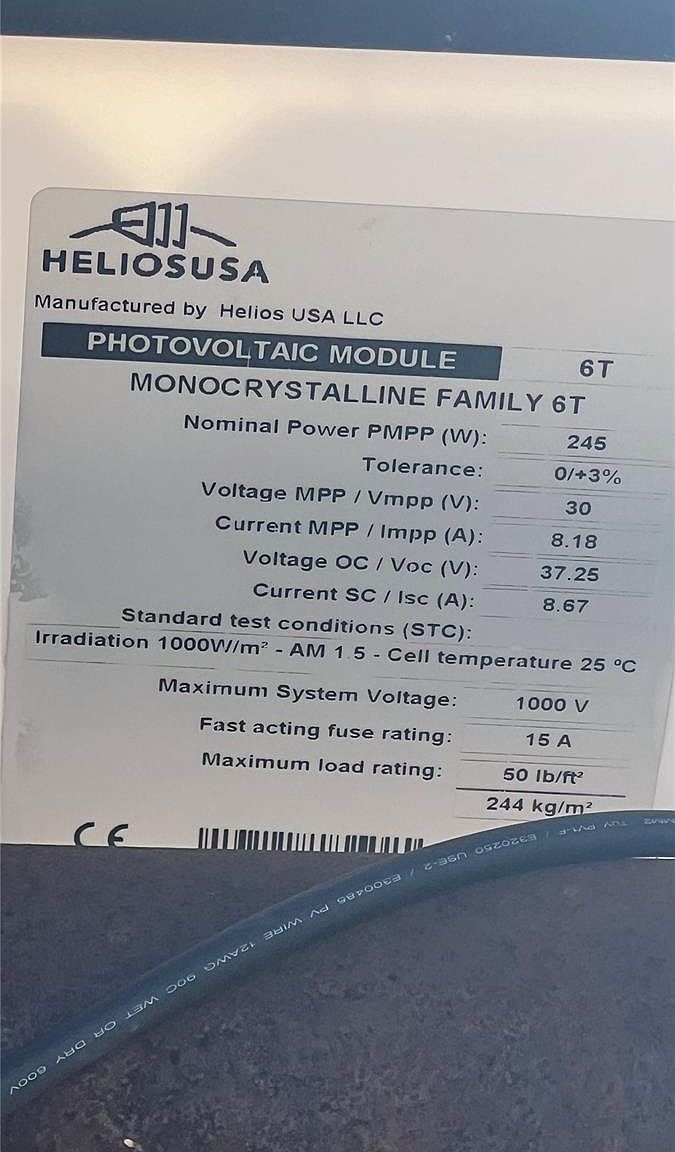 HELIOSUSA
Manufactured by Helios USA LLC
PHOTOVOLTAIC MODULE 6T
MONOCRYSTALLINE FAMILY 6T
Nominal Power PMPP (W): 245
Tolerance: 0/+3%
Voltage MPP / Vmpp (V): 30
Current MPP / Impp (A): 8.18
Voltage OC / Voc (V): 37.25
Current SC / Isc (A): 8.67
Standard test conditions (STC):
Irradiation 1000W/m² - AM 1.5 - Cell temperature 25 ºC
Maximum System Voltage: 1000 V
Fast acting fuse rating: 15 A
Maximum load rating: 50 lb/ft²
244 kg/m²
CE
MM2 TUV PV1-F / E320250 USE-2 / E300485 PV WIRE 12AWG 90C WET OR DRY 600V